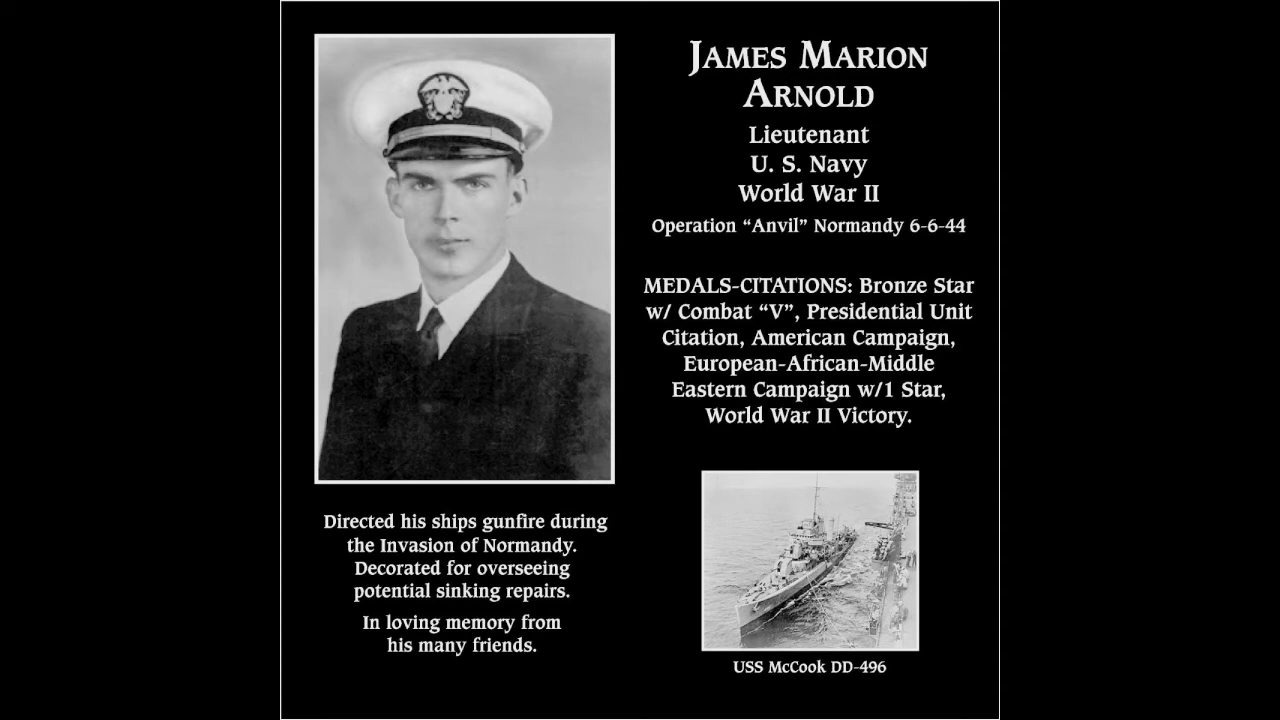 James Marion
Arnold
Lieutenant
U. S. Navy
World War II
Operation “Anvil” Normandy 6-6-44
MEDALS-CITATIONS: Bronze Star
w/ Combat “V”, Presidential Unit
Citation, American Campaign,
European-African-Middle
Eastern Campaign w/1 Star,
World War II Victory.
Directed his ships gunfire during
the Invasion of Normandy.
Decorated for overseeing
potential sinking repairs.
In loving memory from
his many friends.
USS McCook DD-496